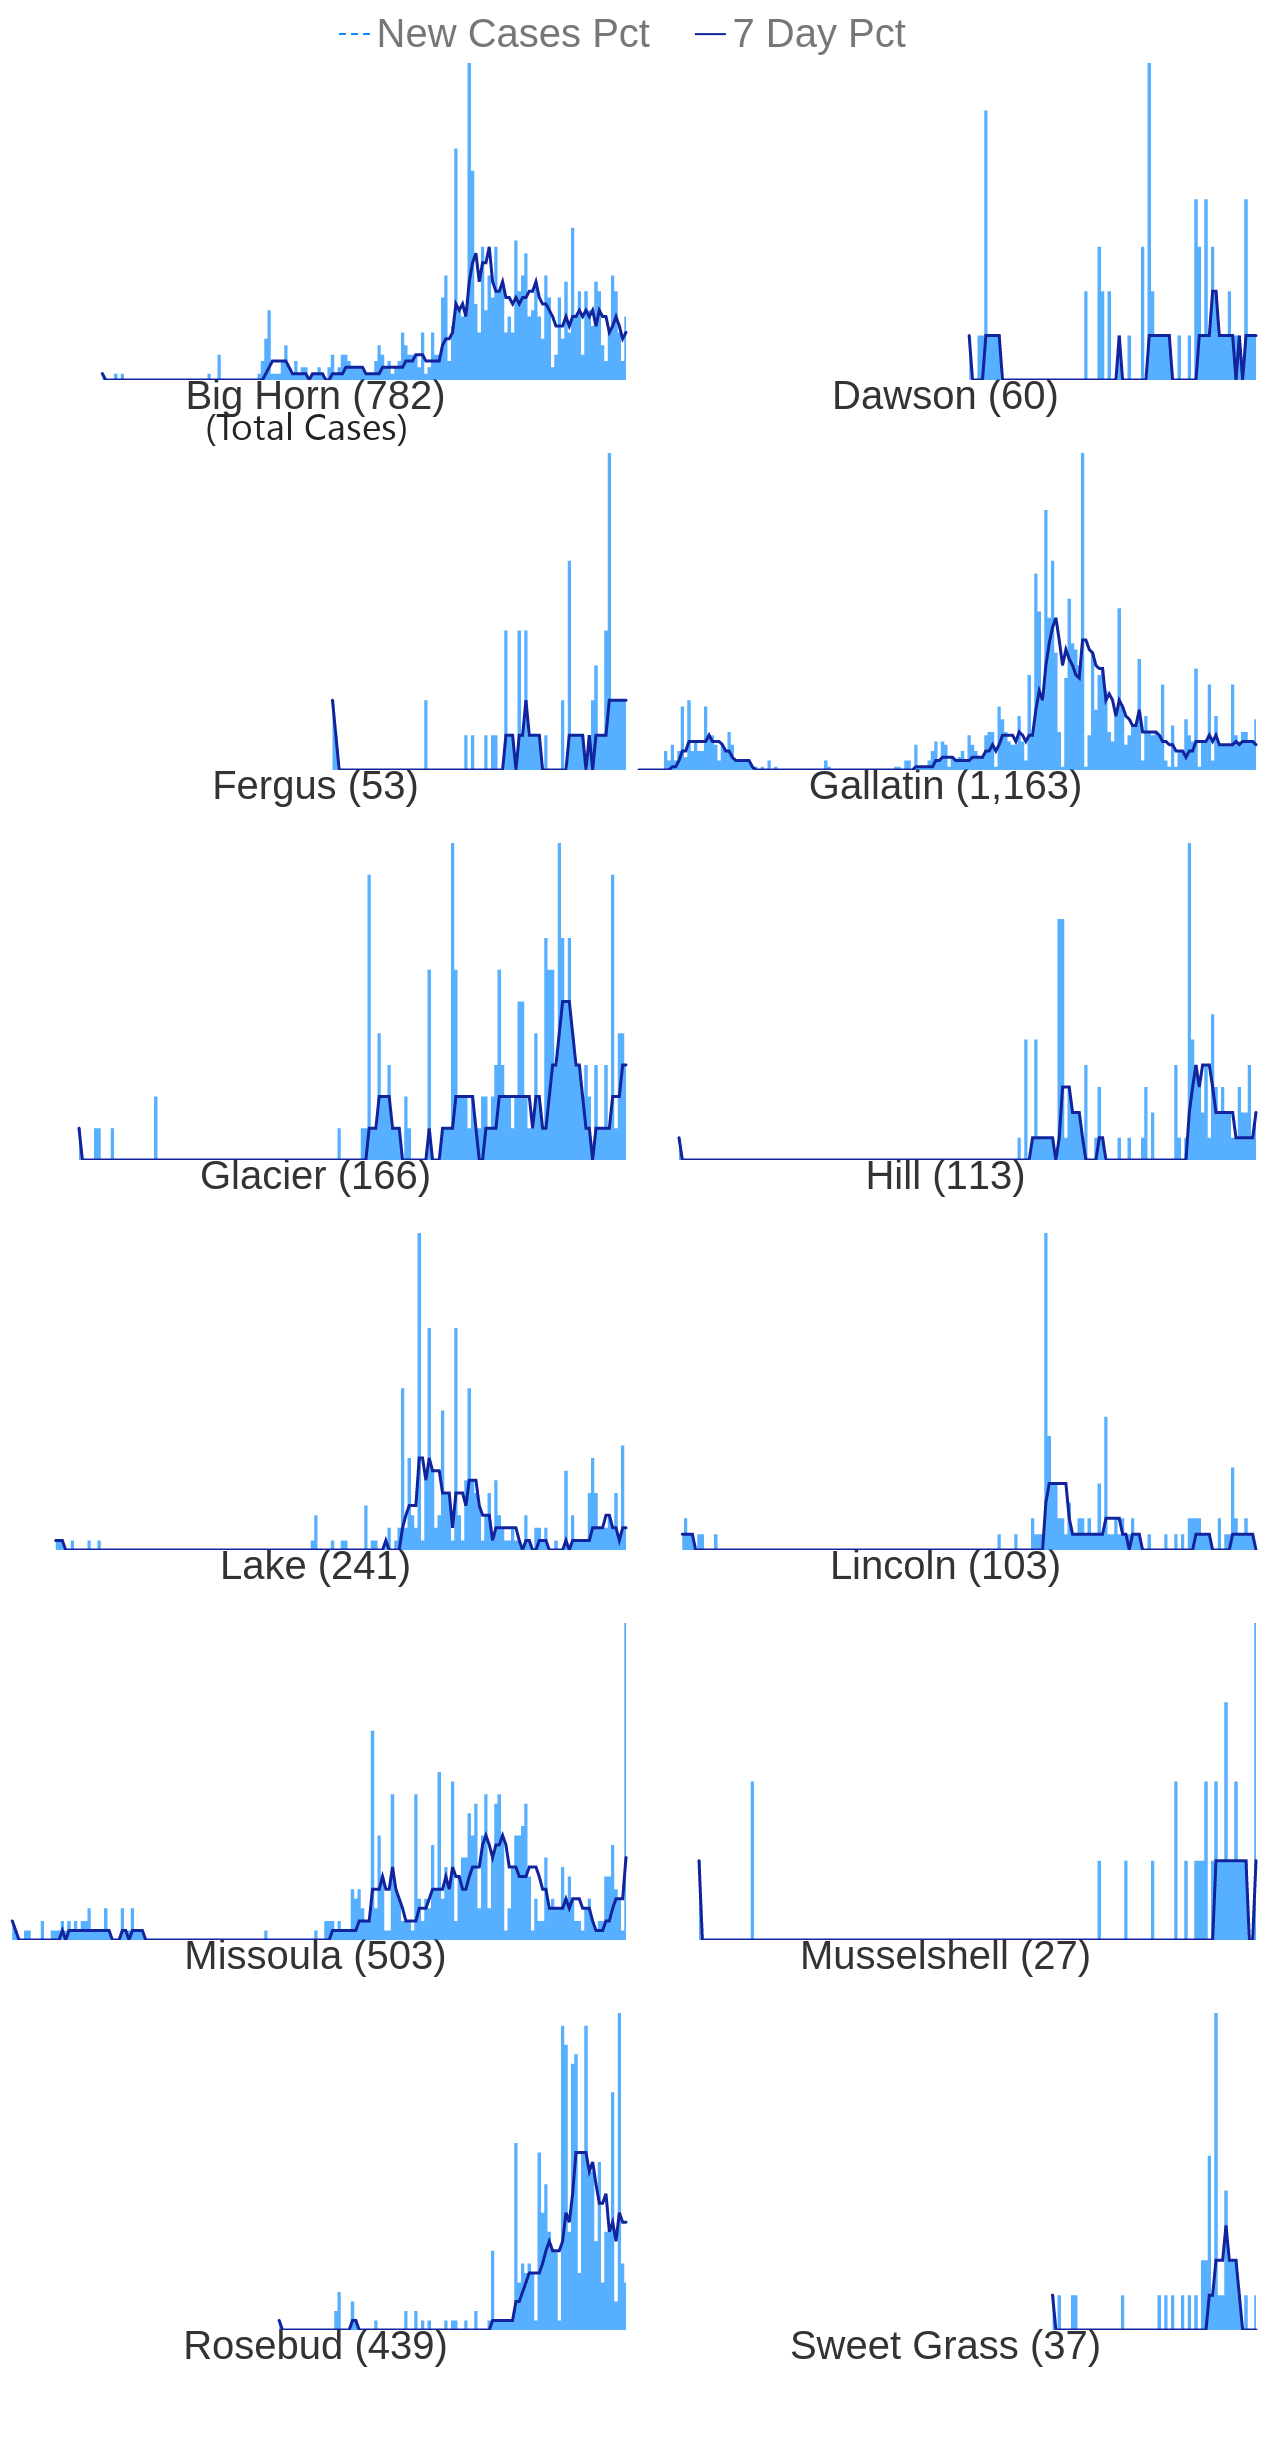 New Cases Pct 7 Day Pct
Big Horn (782) Dawson (60)
(Total Cases)
Fergus (53) Gallatin (1,163)
Glacier (166) Hill (113)
Lake (241) Lincoln (103)
Missoula (503) Musselshell (27)
Rosebud (439) Sweet Grass (37)